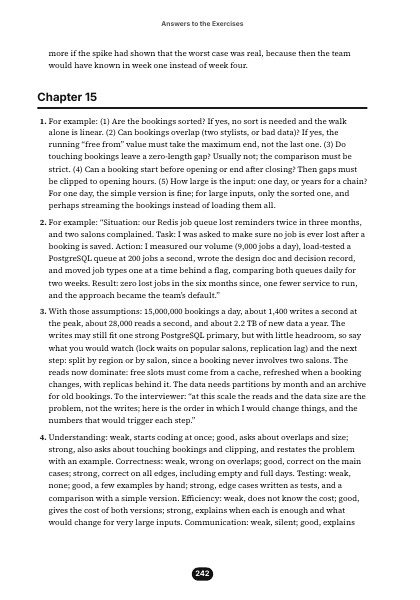 Answers to the Exercises
more if the spike had shown that the worst case was real, because then the team
would have known in week one instead of week four.
Chapter 15
1. For example: (1) Are the bookings sorted? If yes, no sort is needed and the walk
alone is linear. (2) Can bookings overlap (two stylists, or bad data)? If yes, the
running “free from” value must take the maximum end, not the last one. (3) Do
touching bookings leave a zero-length gap? Usually not; the comparison must be
strict. (4) Can a booking start before opening or end after closing? Then gaps must
be clipped to opening hours. (5) How large is the input: one day, or years for a chain?
For one day, the simple version is fine; for large inputs, only the sorted one, and
perhaps streaming the bookings instead of loading them all.
2. For example: “Situation: our Redis job queue lost reminders twice in three months,
and two salons complained. Task: I was asked to make sure no job is ever lost after a
booking is saved. Action: I measured our volume (9,000 jobs a day), load-tested a
PostgreSQL queue at 200 jobs a second, wrote the design doc and decision record,
and moved job types one at a time behind a flag, comparing both queues daily for
two weeks. Result: zero lost jobs in the six months since, one fewer service to run,
and the approach became the team’s default.”
3. With those assumptions: 15,000,000 bookings a day, about 1,400 writes a second at
the peak, about 28,000 reads a second, and about 2.2 TB of new data a year. The
writes may still fit one strong PostgreSQL primary, but with little headroom, so say
what you would watch (lock waits on popular salons, replication lag) and the next
step: split by region or by salon, since a booking never involves two salons. The
reads now dominate: free slots must come from a cache, refreshed when a booking
changes, with replicas behind it. The data needs partitions by month and an archive
for old bookings. To the interviewer: “at this scale the reads and the data size are the
problem, not the writes; here is the order in which I would change things, and the
numbers that would trigger each step.”
4. Understanding: weak, starts coding at once; good, asks about overlaps and size;
strong, also asks about touching bookings and clipping, and restates the problem
with an example. Correctness: weak, wrong on overlaps; good, correct on the main
cases; strong, correct on all edges, including empty and full days. Testing: weak,
none; good, a few examples by hand; strong, edge cases written as tests, and a
comparison with a simple version. Efficiency: weak, does not know the cost; good,
gives the cost of both versions; strong, explains when each is enough and what
would change for very large inputs. Communication: weak, silent; good, explains
242